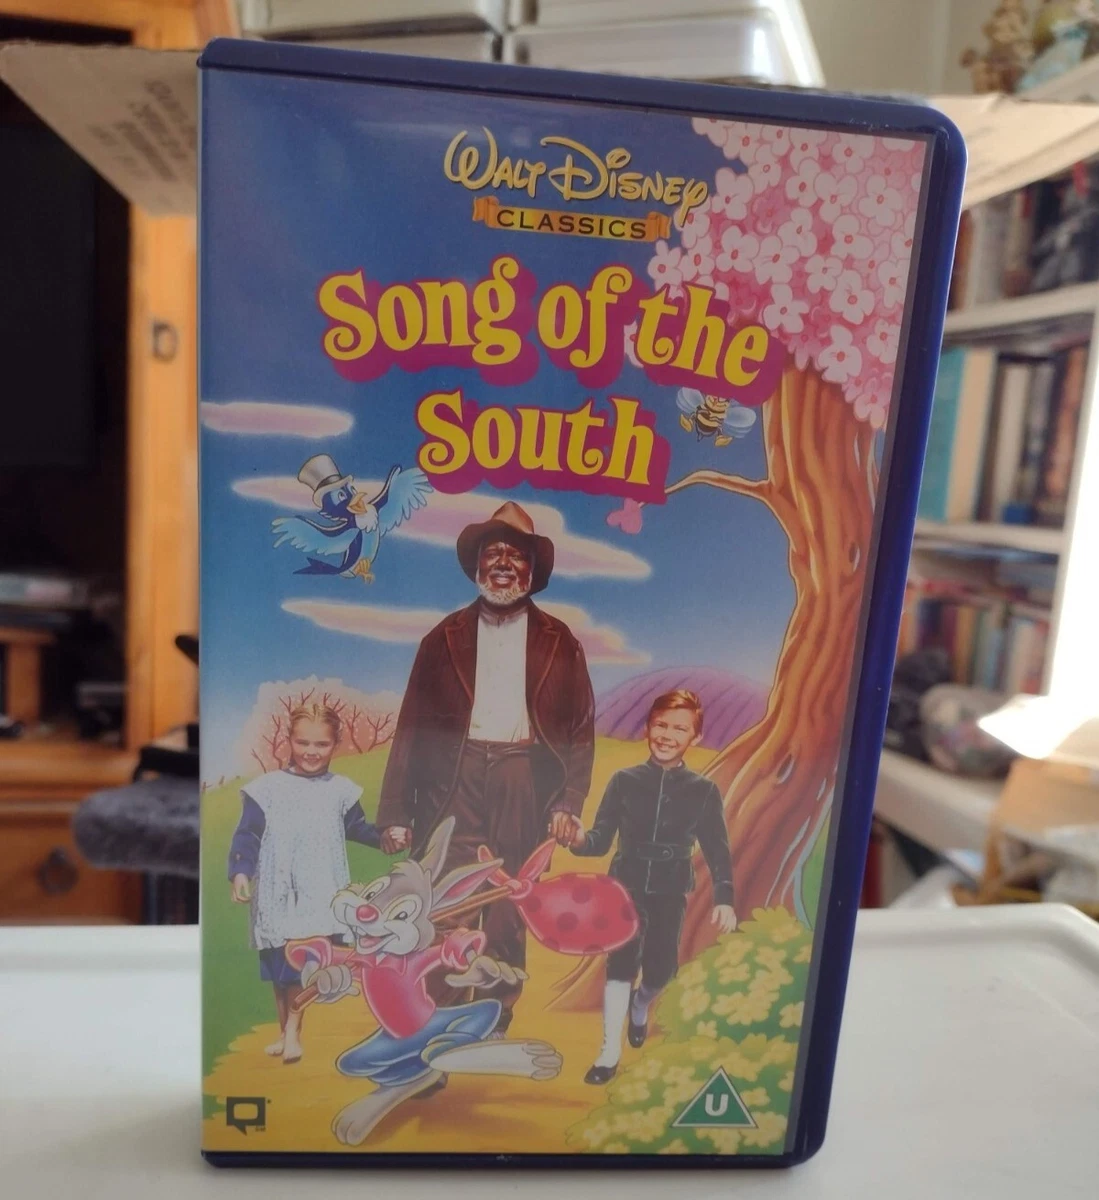 WALT DISNEY
CLASSICS
Song of the
South
U